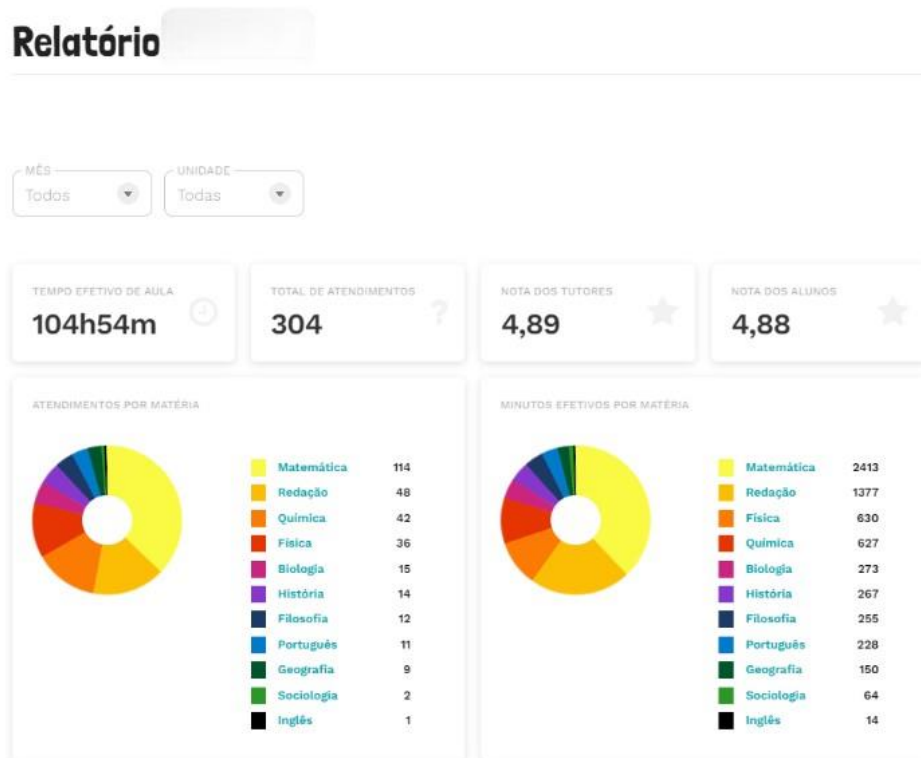 Relatório
MÊS
Todos
UNIDADE
Todas
TEMPO EFETIVO DE AULA
104h54m
TOTAL DE ATENDIMENTOS
304
?
NOTA DOS TUTORES
4,89
NOTA DOS ALUNOS
4,88
ATENDIMENTOS POR MATÉRIA
Matemática 114
Redação 48
Química 42
Física 36
Biologia 15
História 14
Filosofia 12
Português 11
Geografia 9
Sociologia 2
Inglês 1
MINUTOS EFETIVOS POR MATÉRIA
Matemática 2413
Redação 1377
Física 630
Química 627
Biologia 273
História 267
Filosofia 255
Português 228
Geografia 150
Sociologia 64
Inglês 14